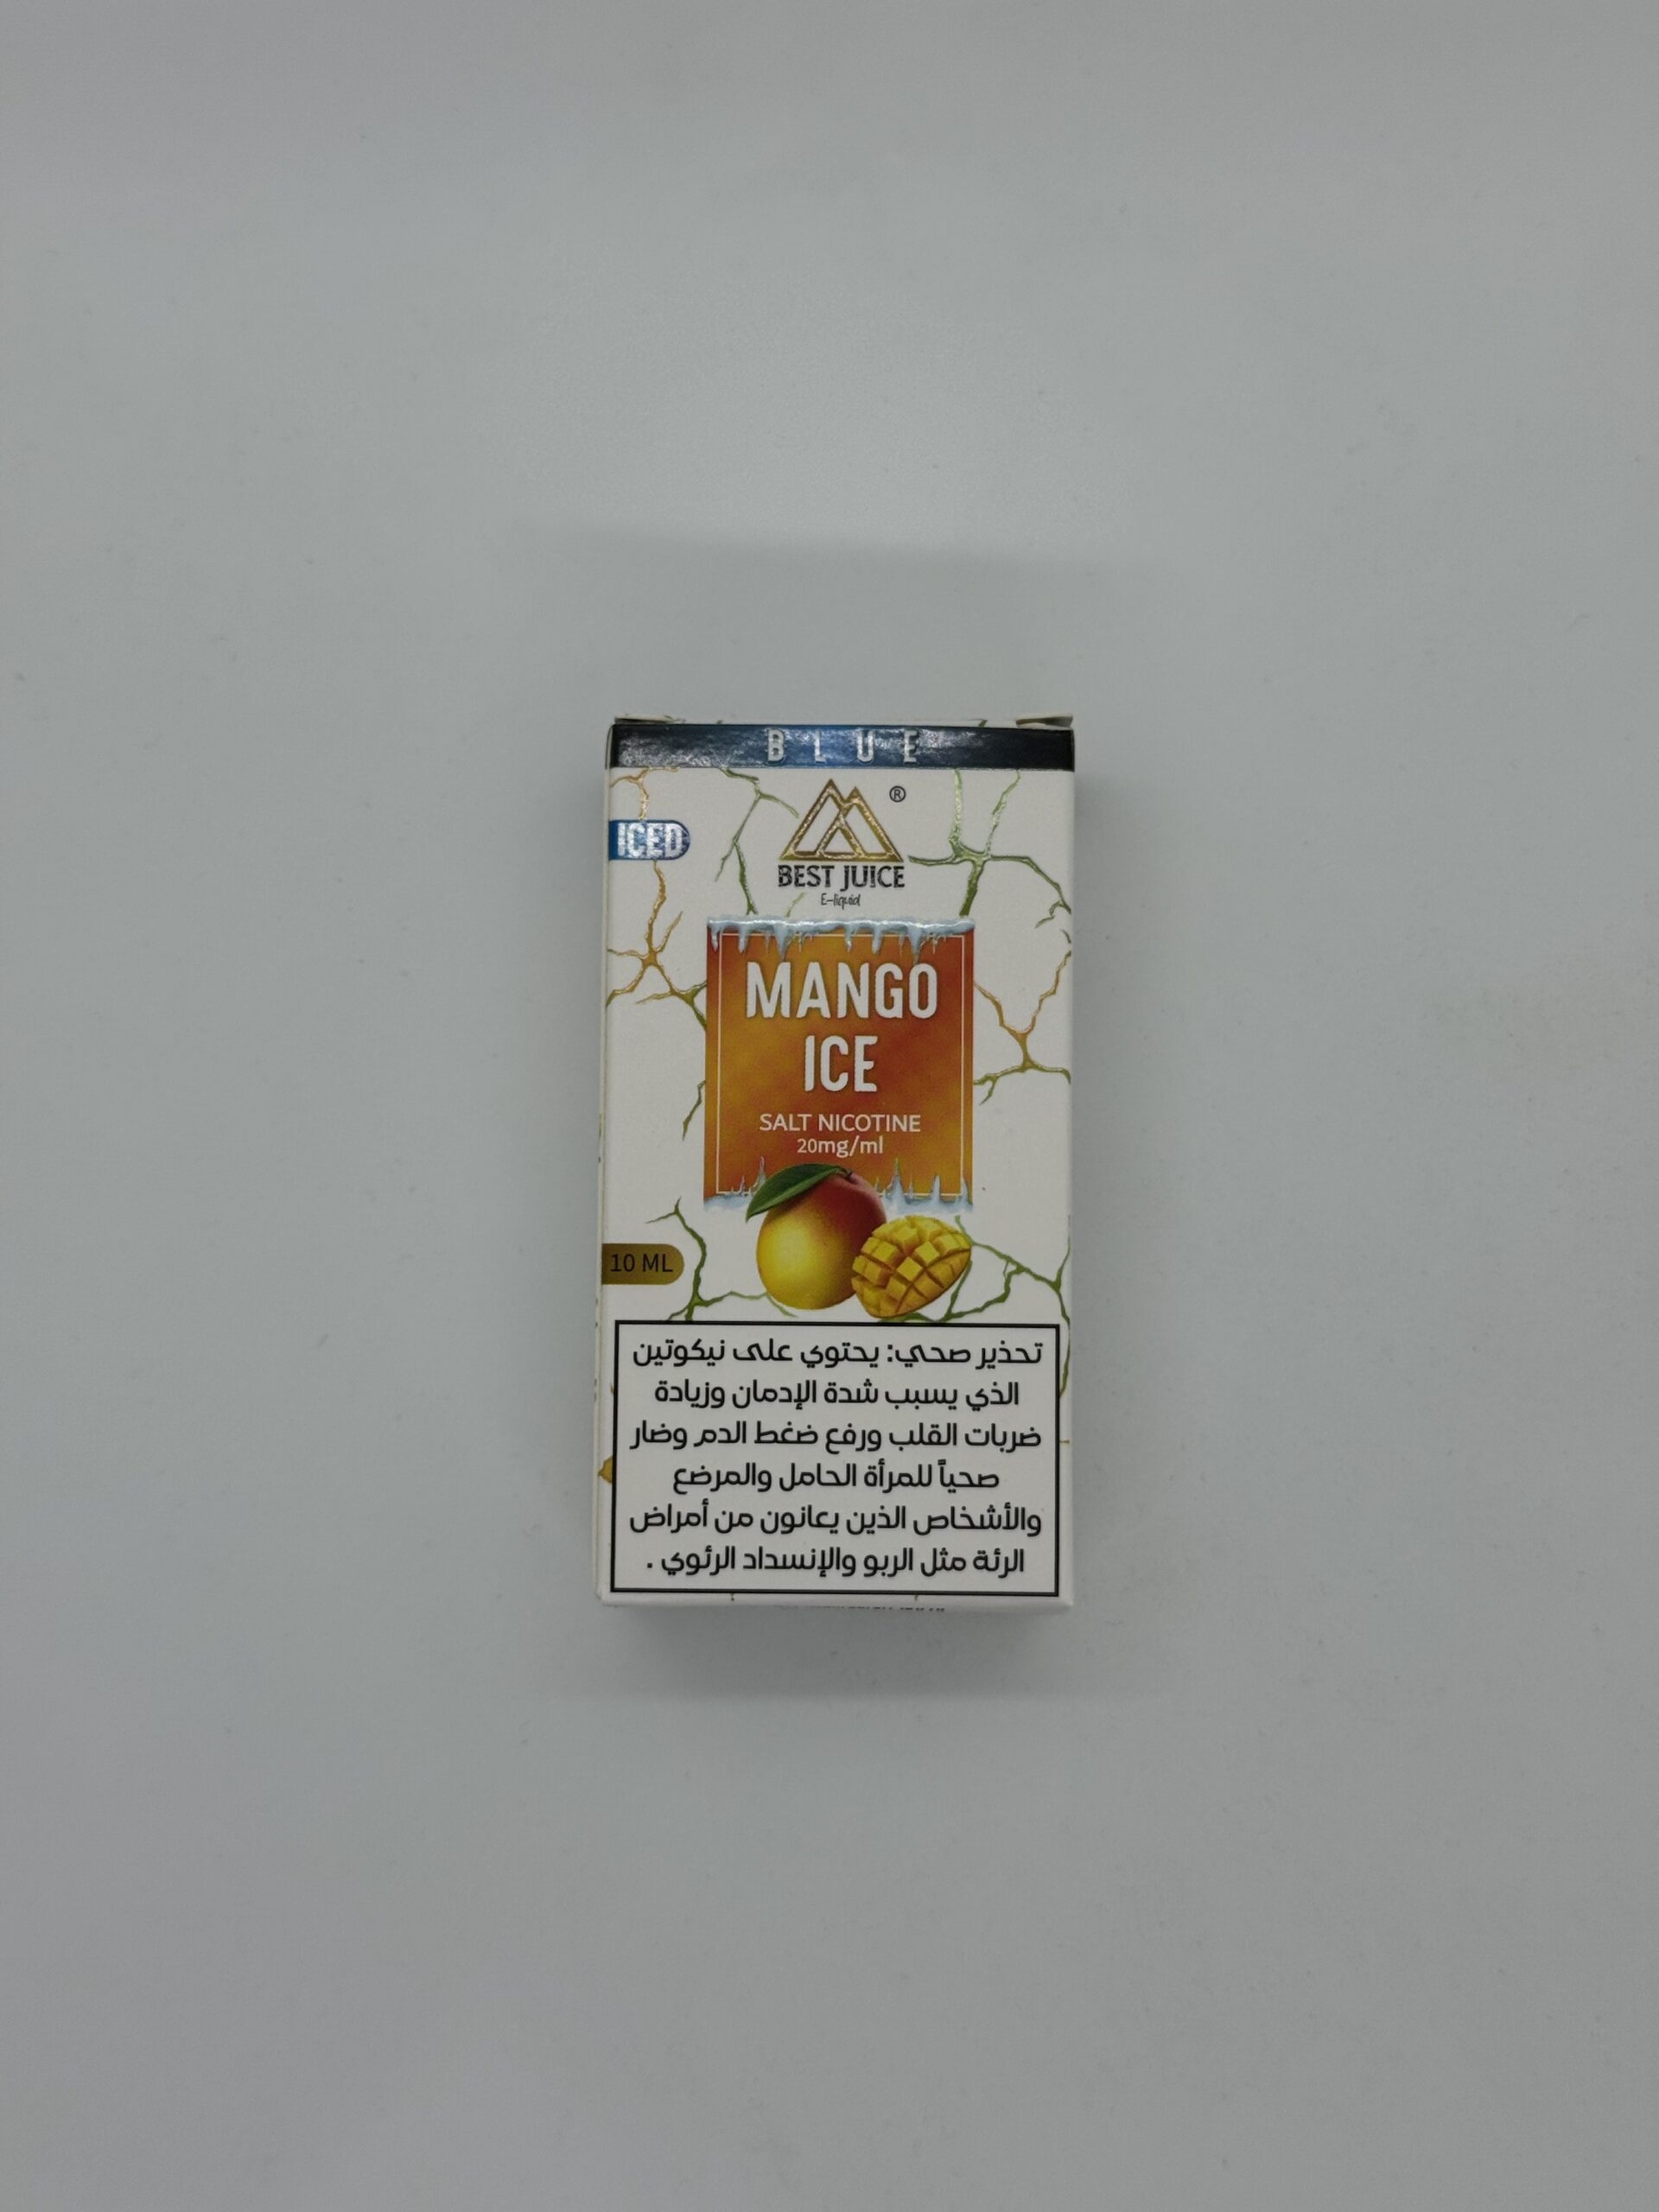 BLUE
®
ICED
BEST JUICE
E-liquid
MANGO
ICE
SALT NICOTINE
20mg/ml
10 ML
تحذير صحي: يحتوي على نيكوتين
الذي يسبب شدة الإدمان وزيادة
ضربات القلب ورفع ضغط الدم وضار
صحياً للمرأة الحامل والمرضع
والأشخاص الذين يعانون من أمراض
الرئة مثل الربو والإنسداد الرئوي .